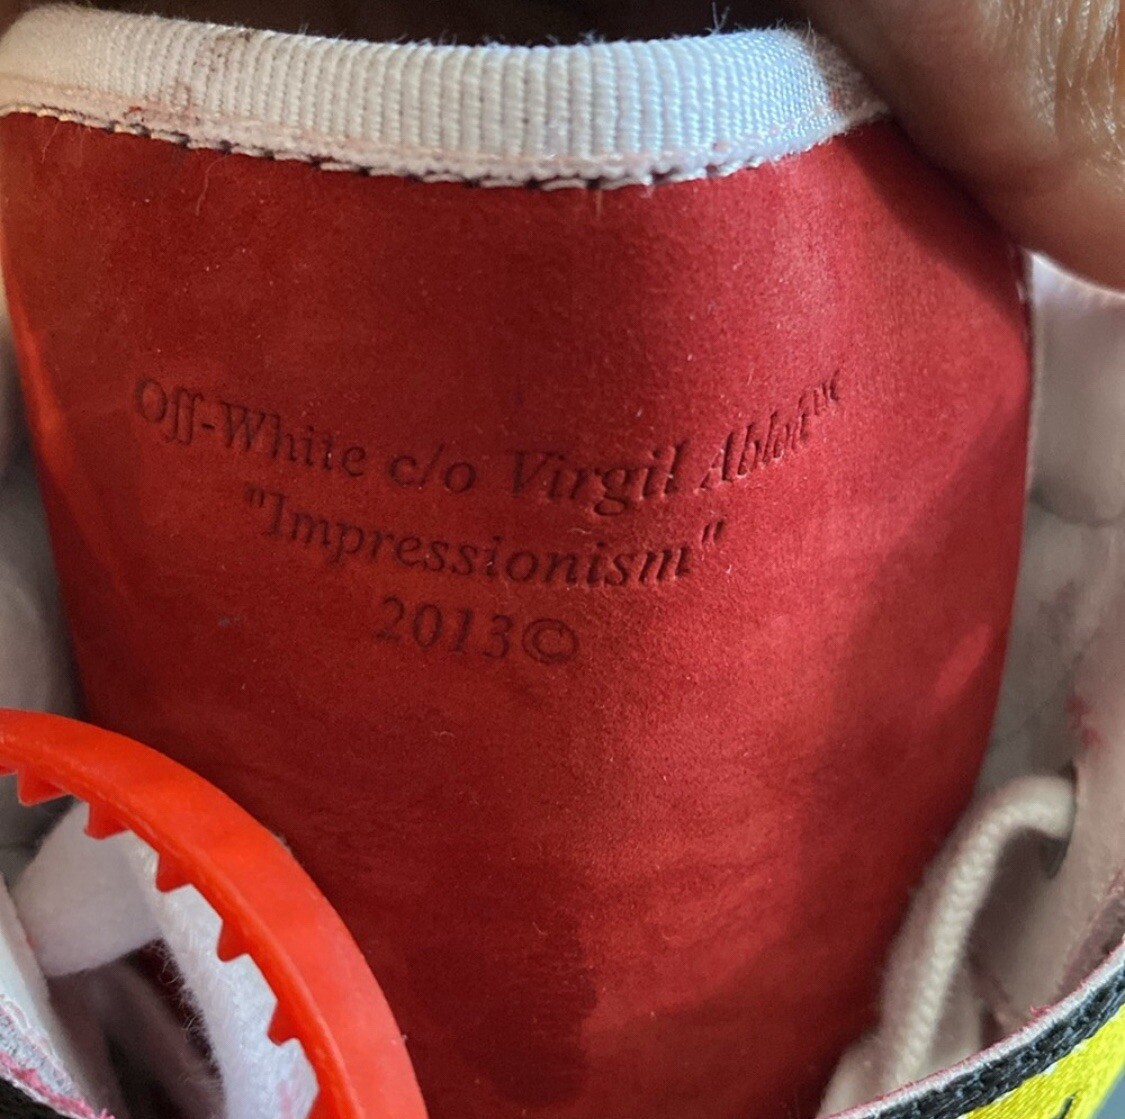 Off-White c/o Virgil Abloh™
"Impressionism"
2013©